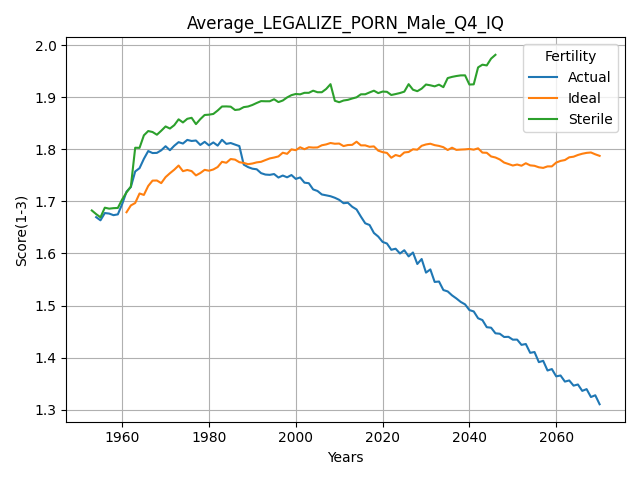 Average_LEGALIZE_PORN_Male_Q4_IQ
Fertility
Actual
Ideal
Sterile
Score(1-3)
2.0
1.9
1.8
1.7
1.6
1.5
1.4
1.3
1960 1980 2000 2020 2040 2060
Years